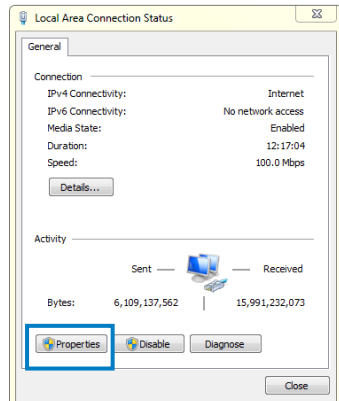 Local Area Connection Status
General
Connection
IPv4 Connectivity: Internet
IPv6 Connectivity: No network access
Media State: Enabled
Duration: 12:17:04
Speed: 100.0 Mbps
Details...
Activity
Sent — — Received
Bytes: 6,109,137,562 | 15,991,232,073
Properties Disable Diagnose
Close